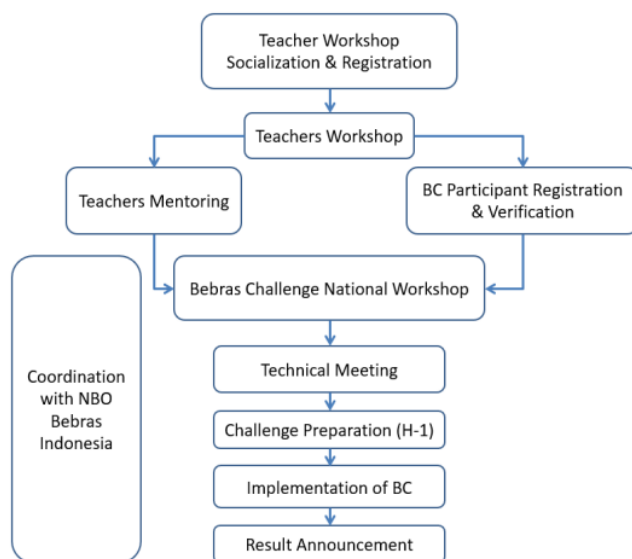 Teacher Workshop
Socialization & Registration
Teachers Workshop
Teachers Mentoring
BC Participant Registration
& Verification
Bebras Challenge National Workshop
Coordination
with NBO
Bebras
Indonesia
Technical Meeting
Challenge Preparation (H-1)
Implementation of BC
Result Announcement